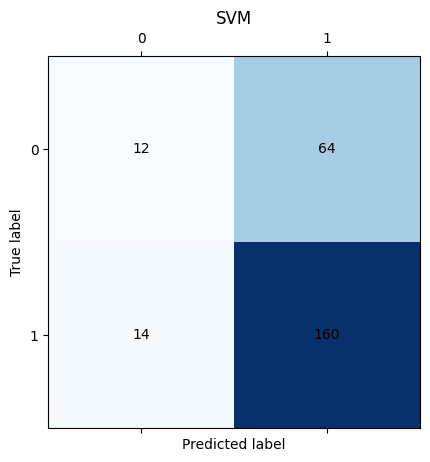 SVM
0 1
0 12 64
True label
1 14 160
Predicted label